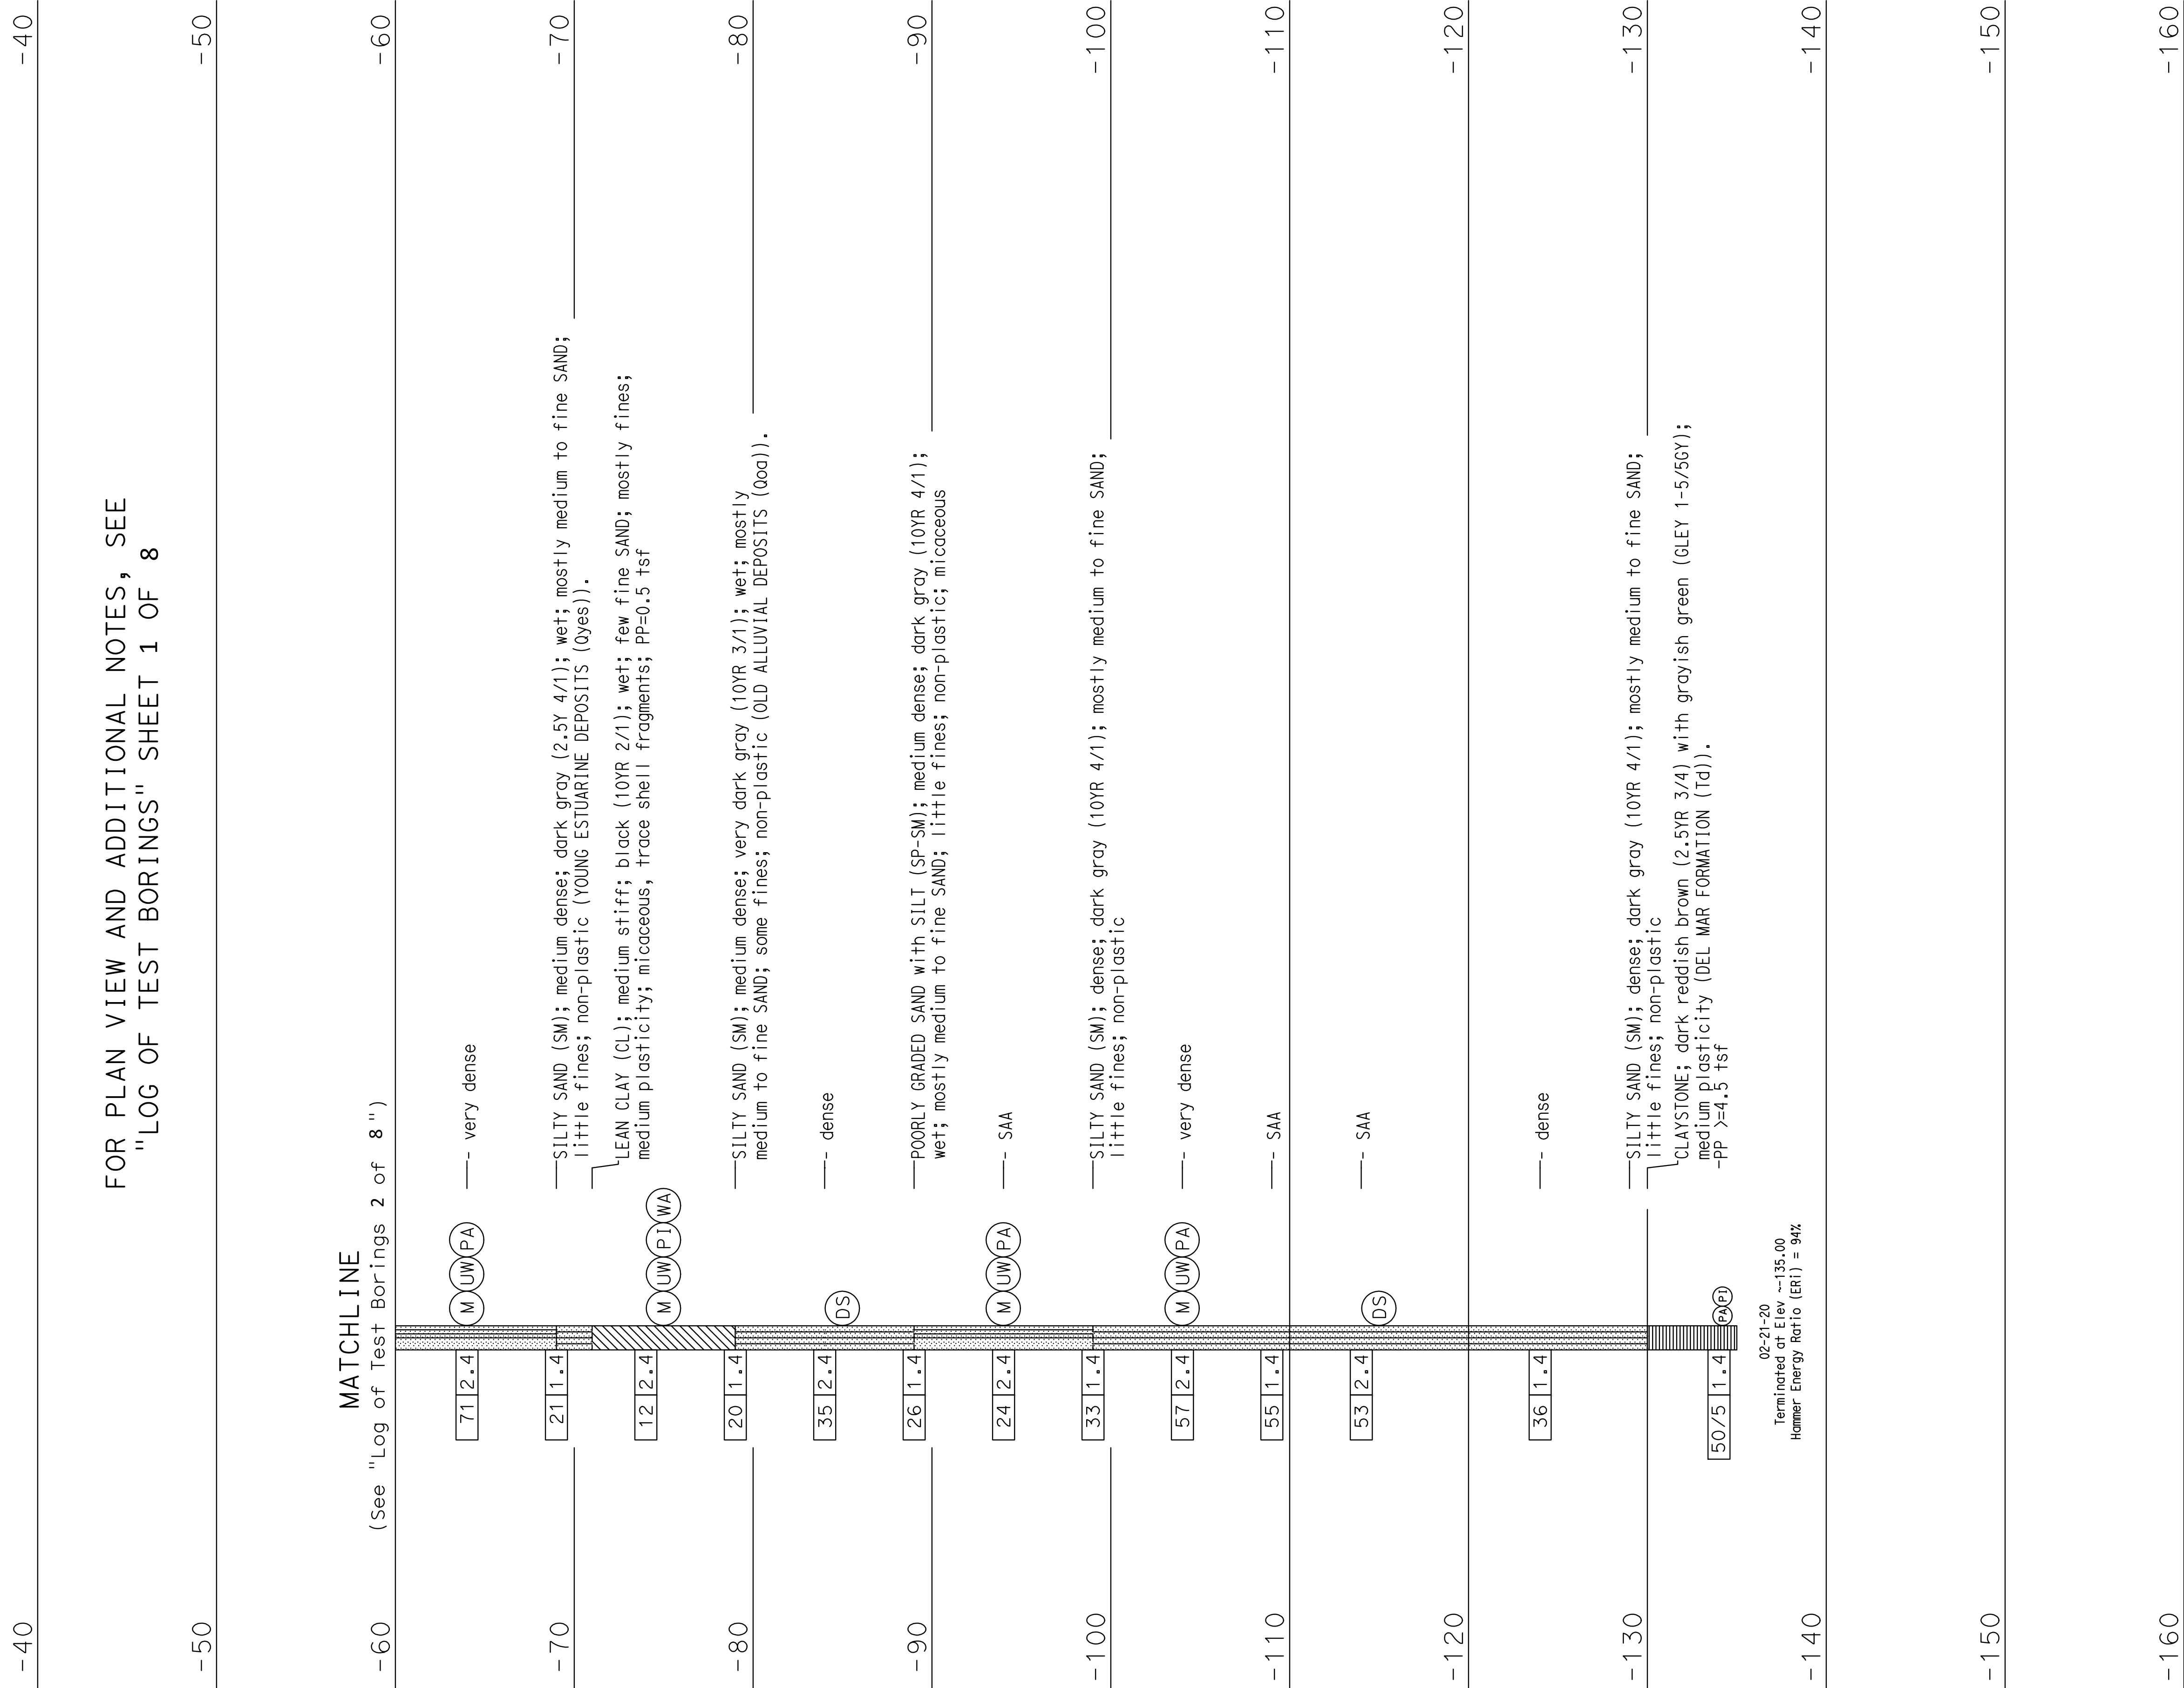 FOR PLAN VIEW AND ADDITIONAL NOTES, SEE
"LOG OF TEST BORINGS" SHEET 1 OF 8
-40 -40
-50 -50
MATCHLINE
(See "Log of Test Borings 2 of 8")
-60 -60
71 2.4 M UW PA - very dense
21 1.4 SILTY SAND (SM); medium dense; dark gray (2.5Y 4/1); wet; mostly medium to fine SAND;
little fines; non-plastic (YOUNG ESTUARINE DEPOSITS (Qyes)).
-70 -70
LEAN CLAY (CL); medium stiff; black (10YR 2/1); wet; few fine SAND; mostly fines;
medium plasticity; micaceous, trace shell fragments; PP=0.5 tsf
12 2.4 M UW PI WA
20 1.4 SILTY SAND (SM); medium dense; very dark gray (10YR 3/1); wet; mostly
medium to fine SAND; some fines; non-plastic (OLD ALLUVIAL DEPOSITS (Qoa)).
-80 -80
35 2.4 DS - dense
26 1.4 POORLY GRADED SAND with SILT (SP-SM); medium dense; dark gray (10YR 4/1);
wet; mostly medium to fine SAND; little fines; non-plastic; micaceous
-90 -90
24 2.4 M UW PA - SAA
33 1.4 SILTY SAND (SM); dense; dark gray (10YR 4/1); mostly medium to fine SAND;
little fines; non-plastic
-100 -100
57 2.4 M UW PA - very dense
55 1.4 - SAA
-110 -110
53 2.4 DS - SAA
-120 -120
36 1.4 - dense
SILTY SAND (SM); dense; dark gray (10YR 4/1); mostly medium to fine SAND;
little fines; non-plastic
-130 -130
CLAYSTONE; dark reddish brown (2.5YR 3/4) with grayish green (GLEY 1-5/5GY);
medium plasticity (DEL MAR FORMATION (Td)).
-PP >=4.5 tsf
50/5 1.4 PA PI
02-21-20
Terminated at Elev ~-135.00
Hammer Energy Ratio (ERi) = 94%
-140 -140
-150 -150
-160 -160